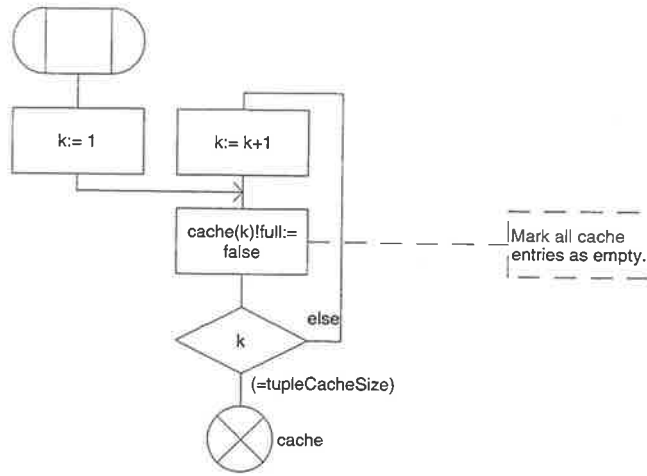 k:= 1
k:= k+1
cache(k)!full:=
false
Mark all cache
entries as empty.
else
k
(=tupleCacheSize)
cache